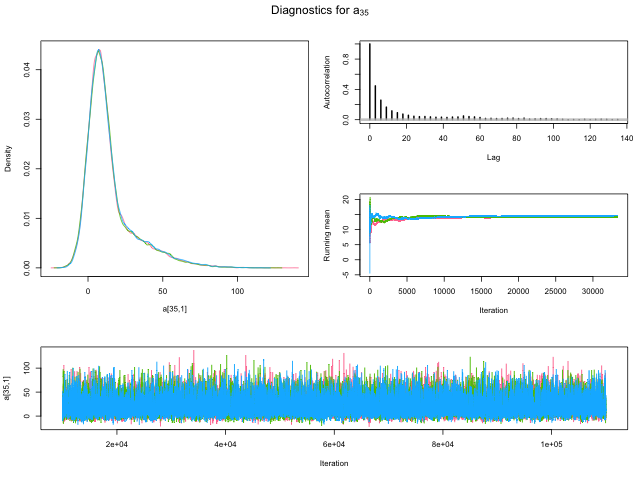 Diagnostics for a35
Density
0.00 0.01 0.02 0.03 0.04
0 50 100
a[35,1]
Autocorrelation
0.0 0.4 0.8
0 20 40 60 80 100 120 140
Lag
Running mean
-5 0 5 10 20
0 5000 10000 15000 20000 25000 30000
Iteration
a[35,1]
0 50 100
2e+04 4e+04 6e+04 8e+04 1e+05
Iteration